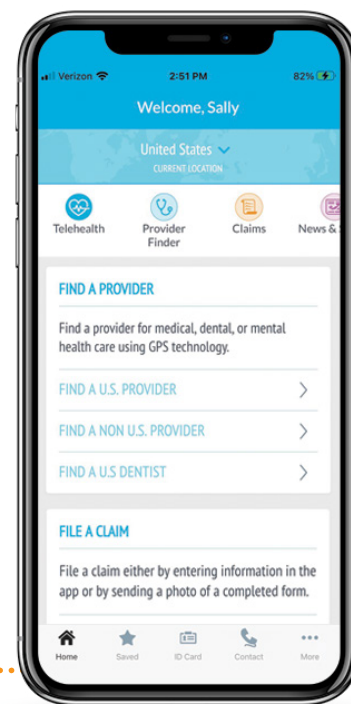 Verizon 2:51 PM 82%
Welcome, Sally
United States
CURRENT LOCATION
Telehealth Provider Finder Claims News &
FIND A PROVIDER
Find a provider for medical, dental, or mental
health care using GPS technology.
FIND A U.S. PROVIDER
FIND A NON U.S. PROVIDER
FIND A U.S DENTIST
FILE A CLAIM
File a claim either by entering information in the
app or by sending a photo of a completed form.
Home Saved ID Card Contact More